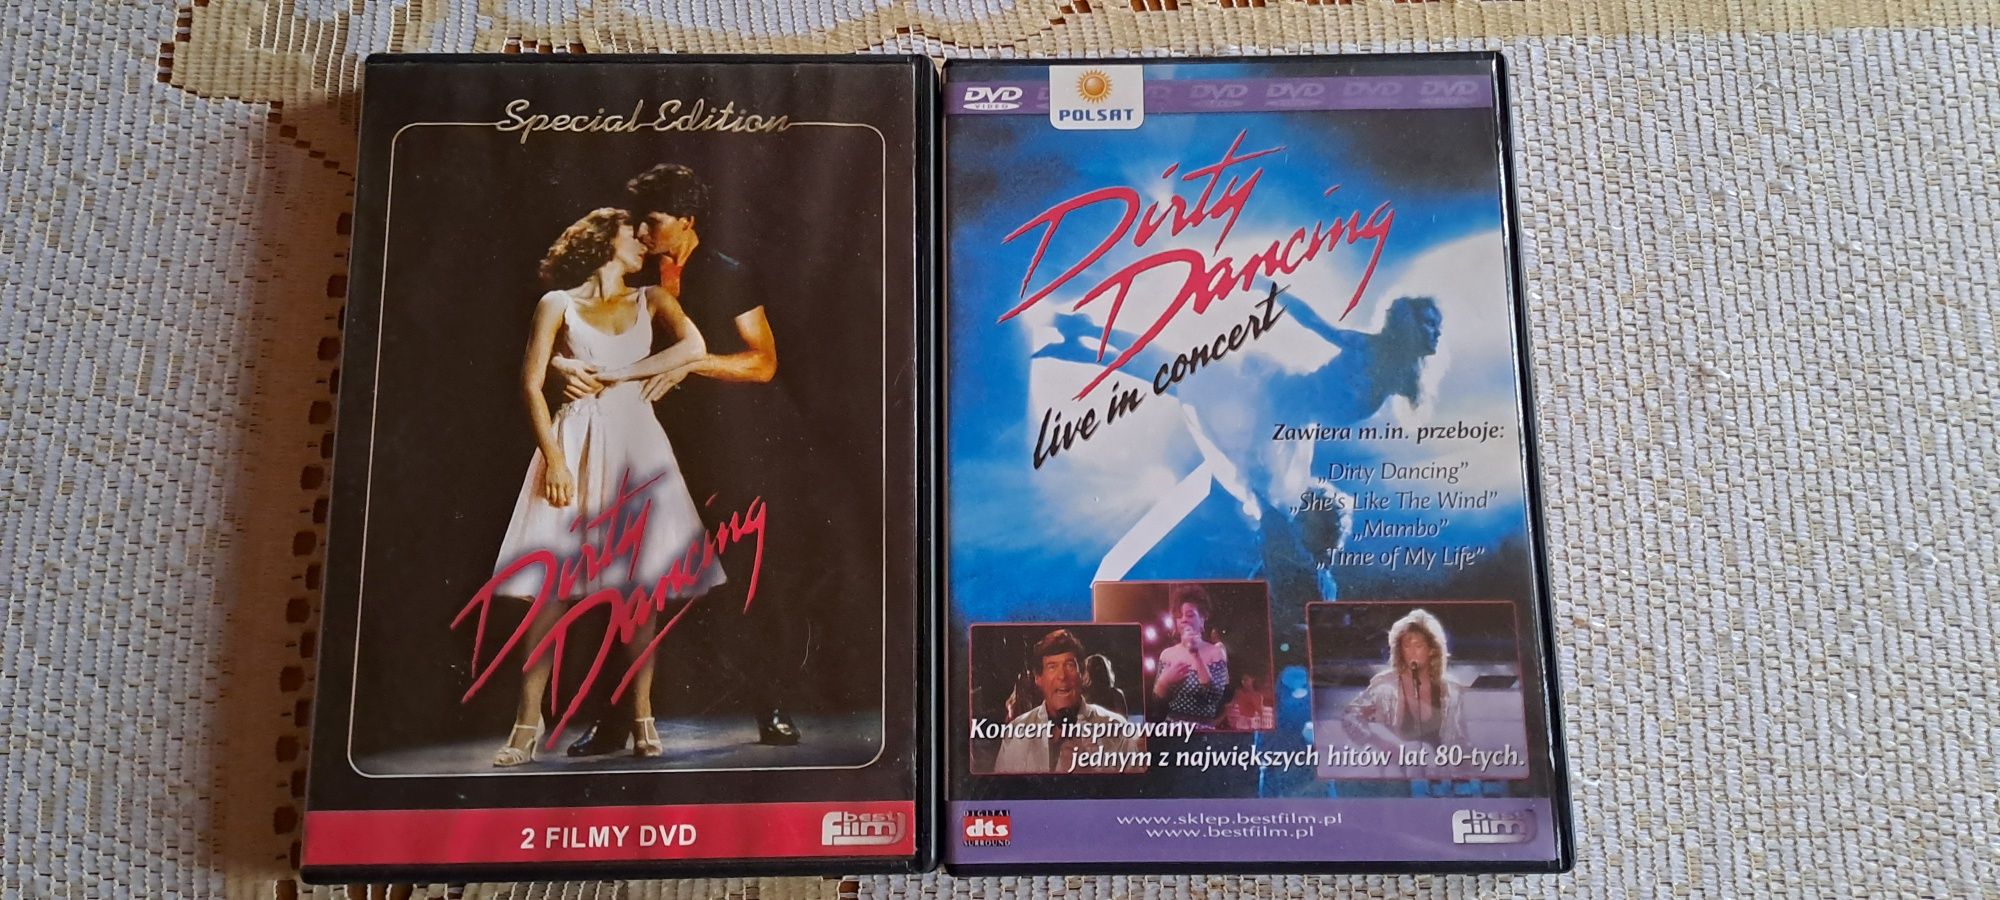 Special Edition
Dirty
Dancing
2 FILMY DVD
best
film
DVD
VIDEO
POLSAT
DVD
DVD
DVD
DVD
Dirty
Dancing
live in concert
Zawiera m.in. przeboje:
„Dirty Dancing”
„She's Like The Wind”
„Mambo”
„Time of My Life”
Koncert inspirowany
jednym z największych hitów lat 80-tych.
DIGITAL
dts
SURROUND
www.sklep.bestfilm.pl
www.bestfilm.pl
best
film